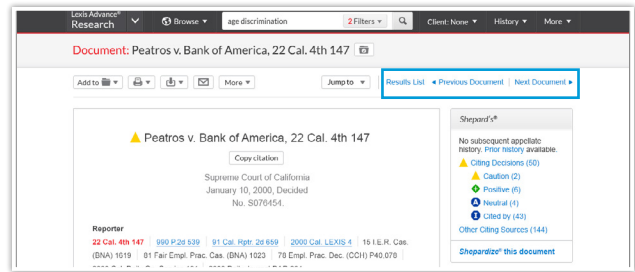 Lexis Advance®
Research
Browse
age discrimination
2 Filters
Client: None
History
More
Document: Peatros v. Bank of America, 22 Cal. 4th 147
Add to
More
Jump to
Results List
Previous Document
Next Document
Peatros v. Bank of America, 22 Cal. 4th 147
Copy citation
Supreme Court of California
January 10, 2000, Decided
No. S076454.
Reporter
22 Cal. 4th 147 | 990 P.2d 539 | 91 Cal. Rptr. 2d 659 | 2000 Cal. LEXIS 4 | 15 I.E.R. Cas.
(BNA) 1619 | 81 Fair Empl. Prac. Cas. (BNA) 1023 | 78 Empl. Prac. Dec. (CCH) P40,078
Shepard's®
No subsequent appellate
history. Prior history available.
Citing Decisions (50)
Caution (2)
Positive (6)
A Neutral (4)
I Cited by (43)
Other Citing Sources (144)
Shepardize® this document